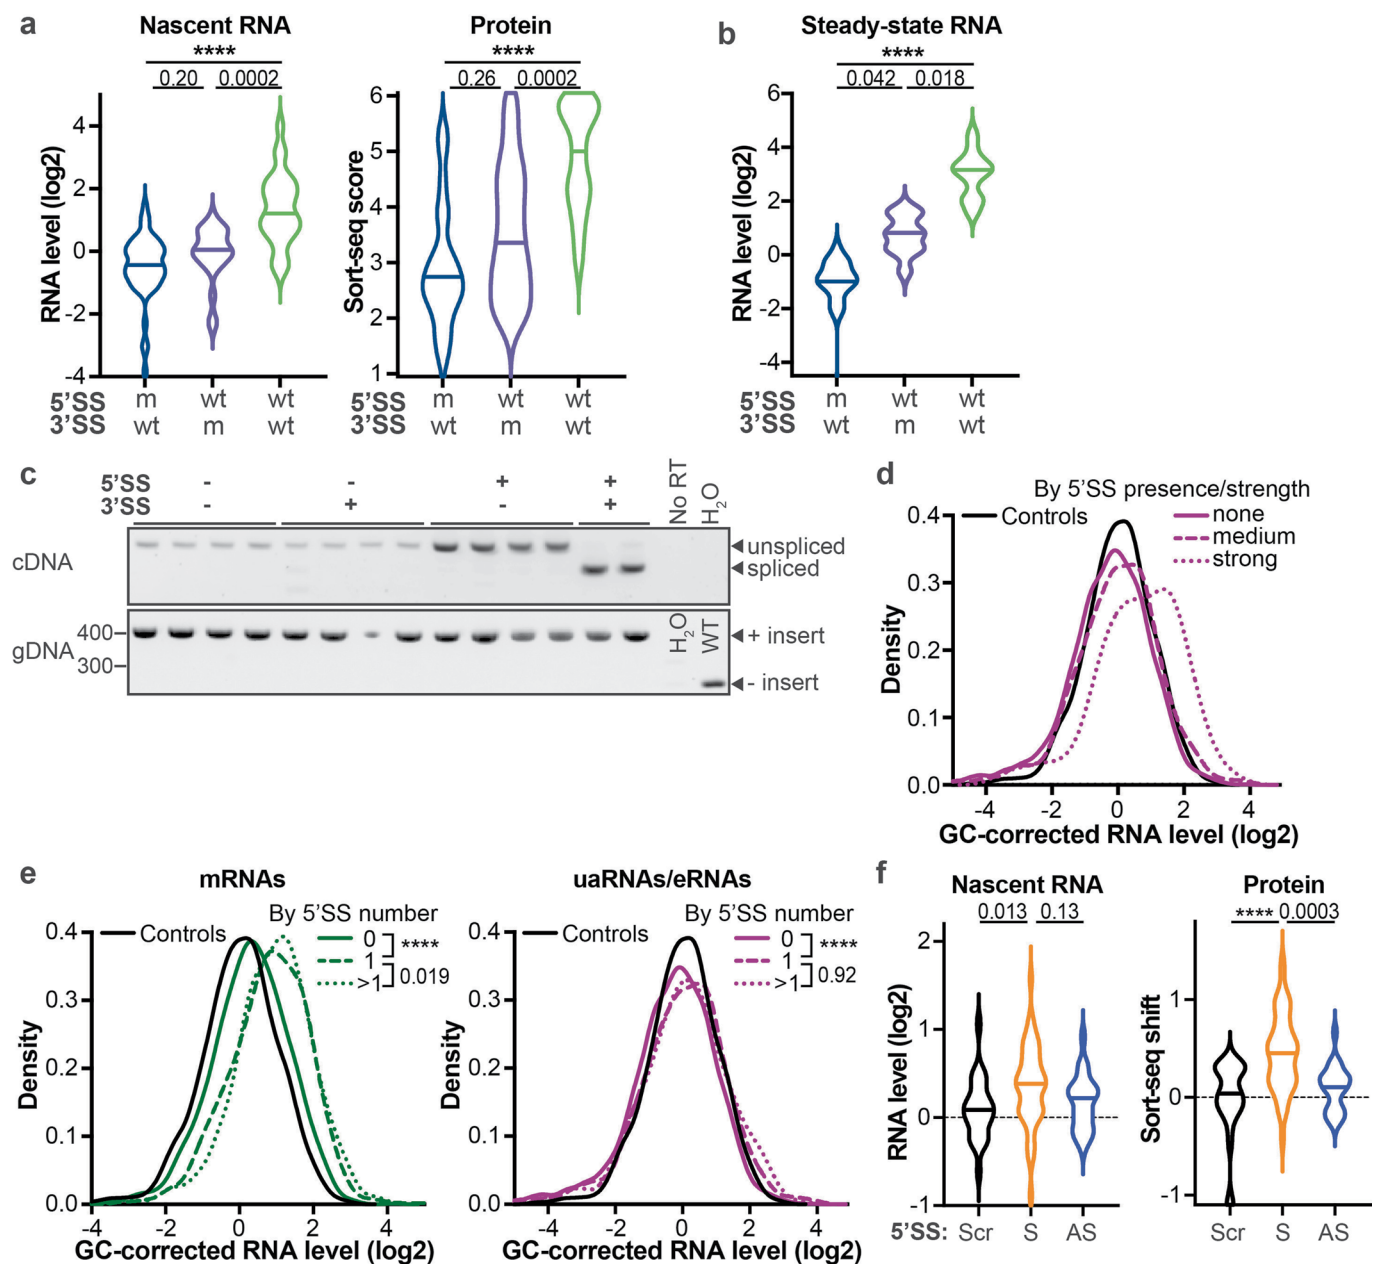 a
Nascent RNA
****
0.20 0.0002
RNA level (log2)
4
2
0
-2
-4
5'SS m wt wt
3'SS wt m wt
Protein
****
0.26 0.0002
Sort-seq score
6
5
4
3
2
1
m wt wt
wt m wt
b
Steady-state RNA
****
0.042 0.018
RNA level (log2)
6
4
2
0
-2
-4
5'SS m wt wt
3'SS wt m wt
c
5'SS - - + +
3'SS - + - +
No RT
H2O
cDNA
unspliced
spliced
gDNA
400
300
H2O
WT
+ insert
- insert
d
By 5'SS presence/strength
Controls
none
medium
strong
Density
0.4
0.3
0.2
0.1
0.0
-4 -2 0 2 4
GC-corrected RNA level (log2)
e
mRNAs
By 5'SS number
Controls
0
1
>1
****
0.019
Density
0.4
0.3
0.2
0.1
0.0
-4 -2 0 2 4
GC-corrected RNA level (log2)
uaRNAs/eRNAs
By 5'SS number
Controls
0
1
>1
****
0.92
Density
0.4
0.3
0.2
0.1
0.0
-4 -2 0 2 4
GC-corrected RNA level (log2)
f
Nascent RNA
0.013 0.13
RNA level (log2)
2
1
0
-1
5'SS: Scr S AS
Protein
**** 0.0003
Sort-seq shift
1
0
-1
Scr S AS